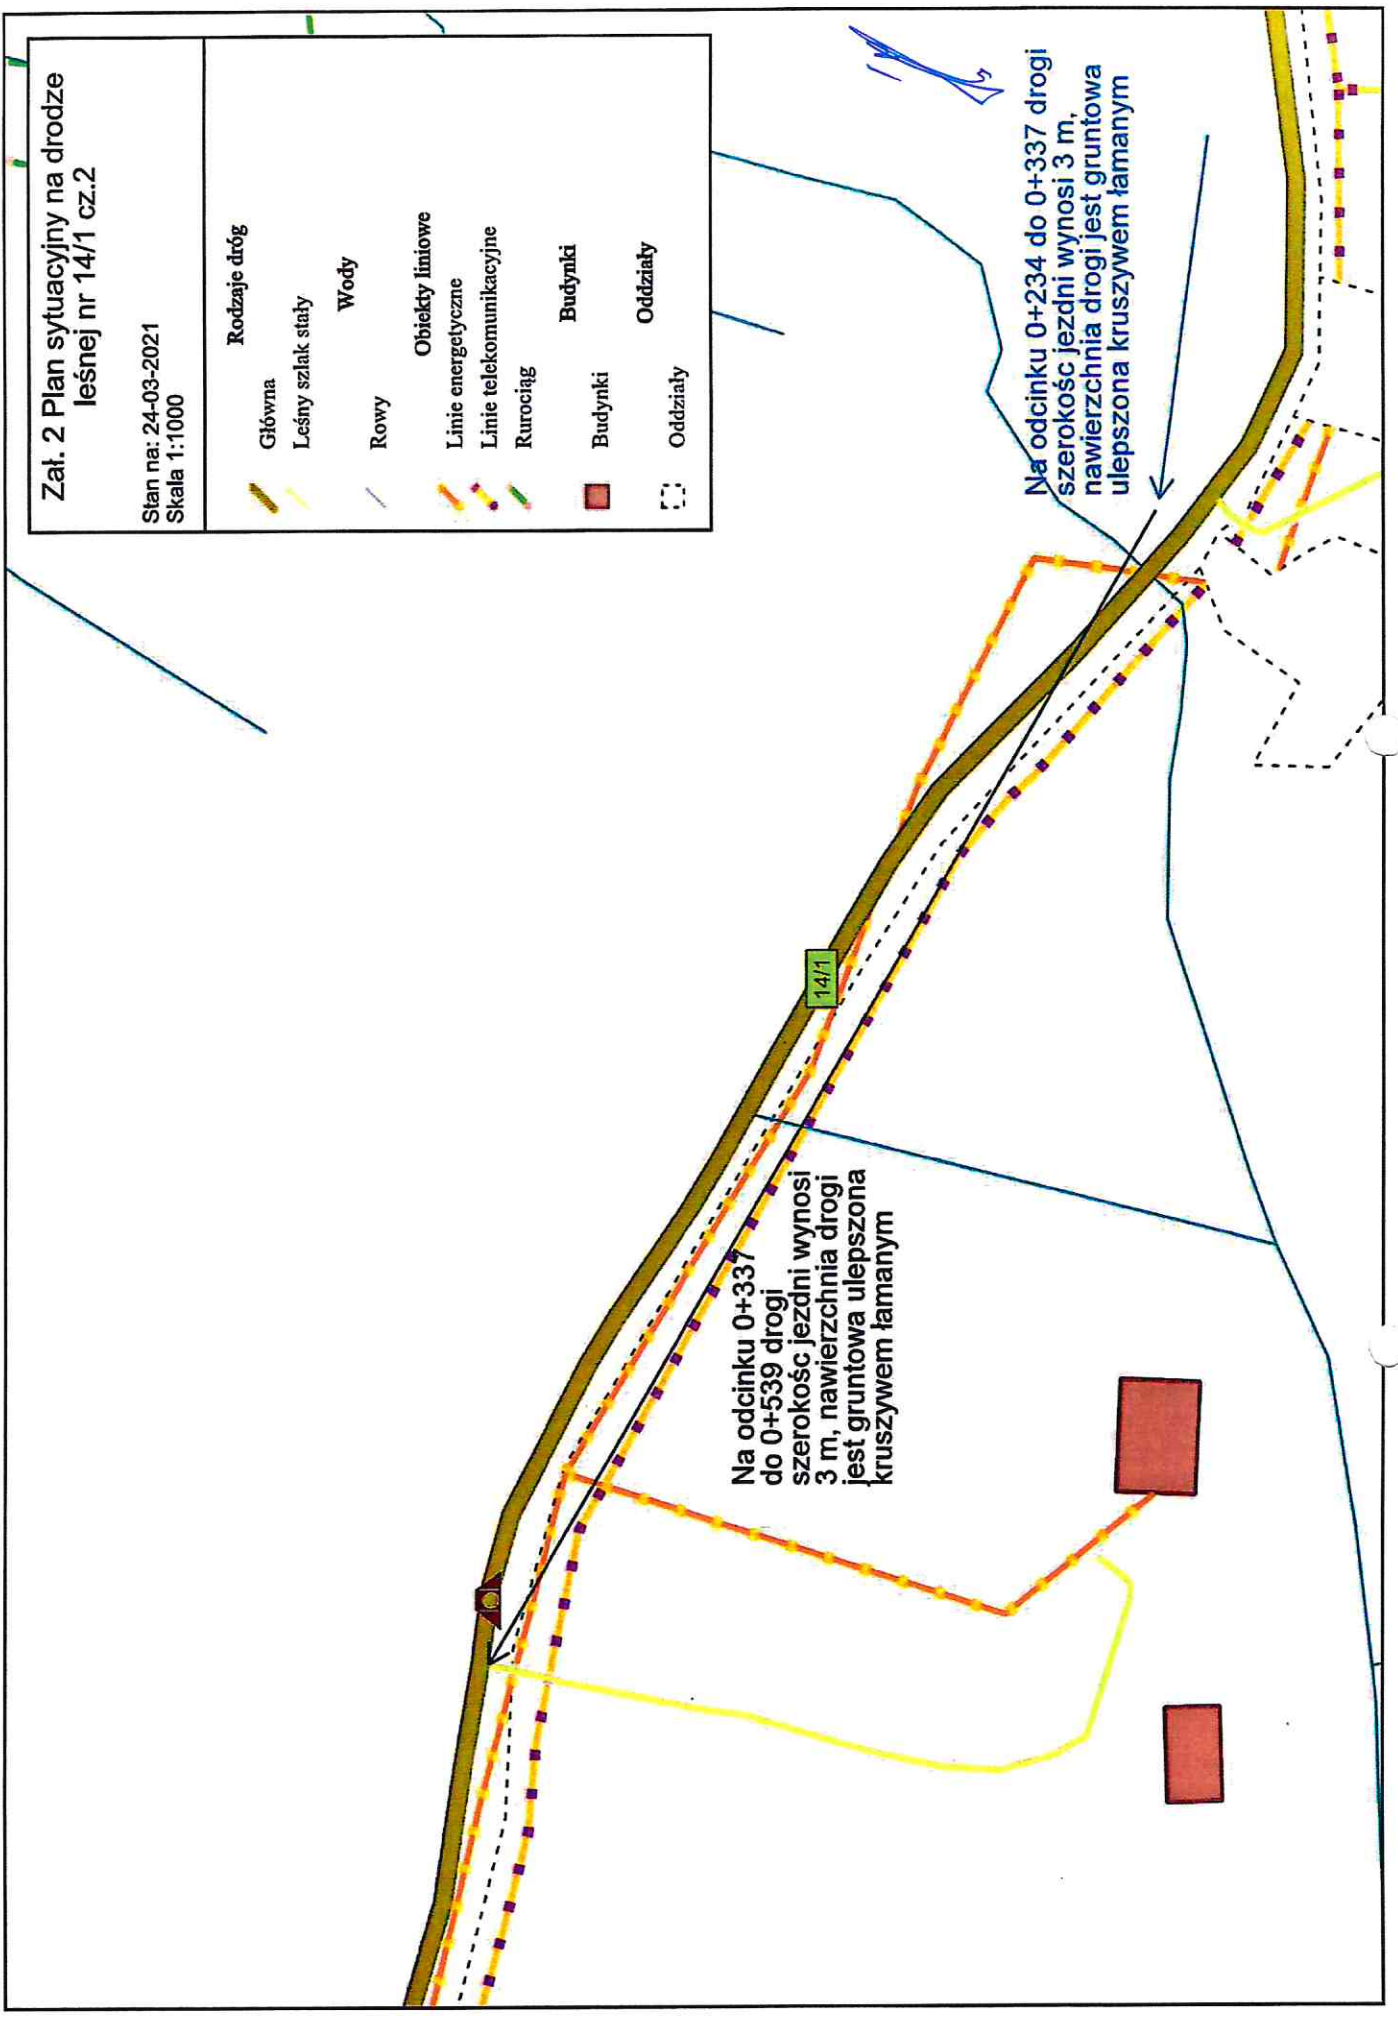 Zał. 2 Plan sytuacyjny na drodze
leśnej nr 14/1 cz.2
Stan na: 24-03-2021
Skala 1:1000
Rodzaje dróg
Główna
Leśny szlak stały
Wody
Rowy
Obiekty liniowe
Linie energetyczne
Linie telekomunikacyjne
Rurociąg
Budynki
Budynki
Oddziały
Oddziały
Na odcinku 0+234 do 0+337 drogi
szerokośc jezdni wynosi 3 m,
nawierzchnia drogi jest gruntowa
ulepszona kruszywem łamanym
14/1
Na odcinku 0+337
do 0+539 drogi
szerokośc jezdni wynosi
3 m, nawierzchnia drogi
jest gruntowa ulepszona
kruszywem łamanym